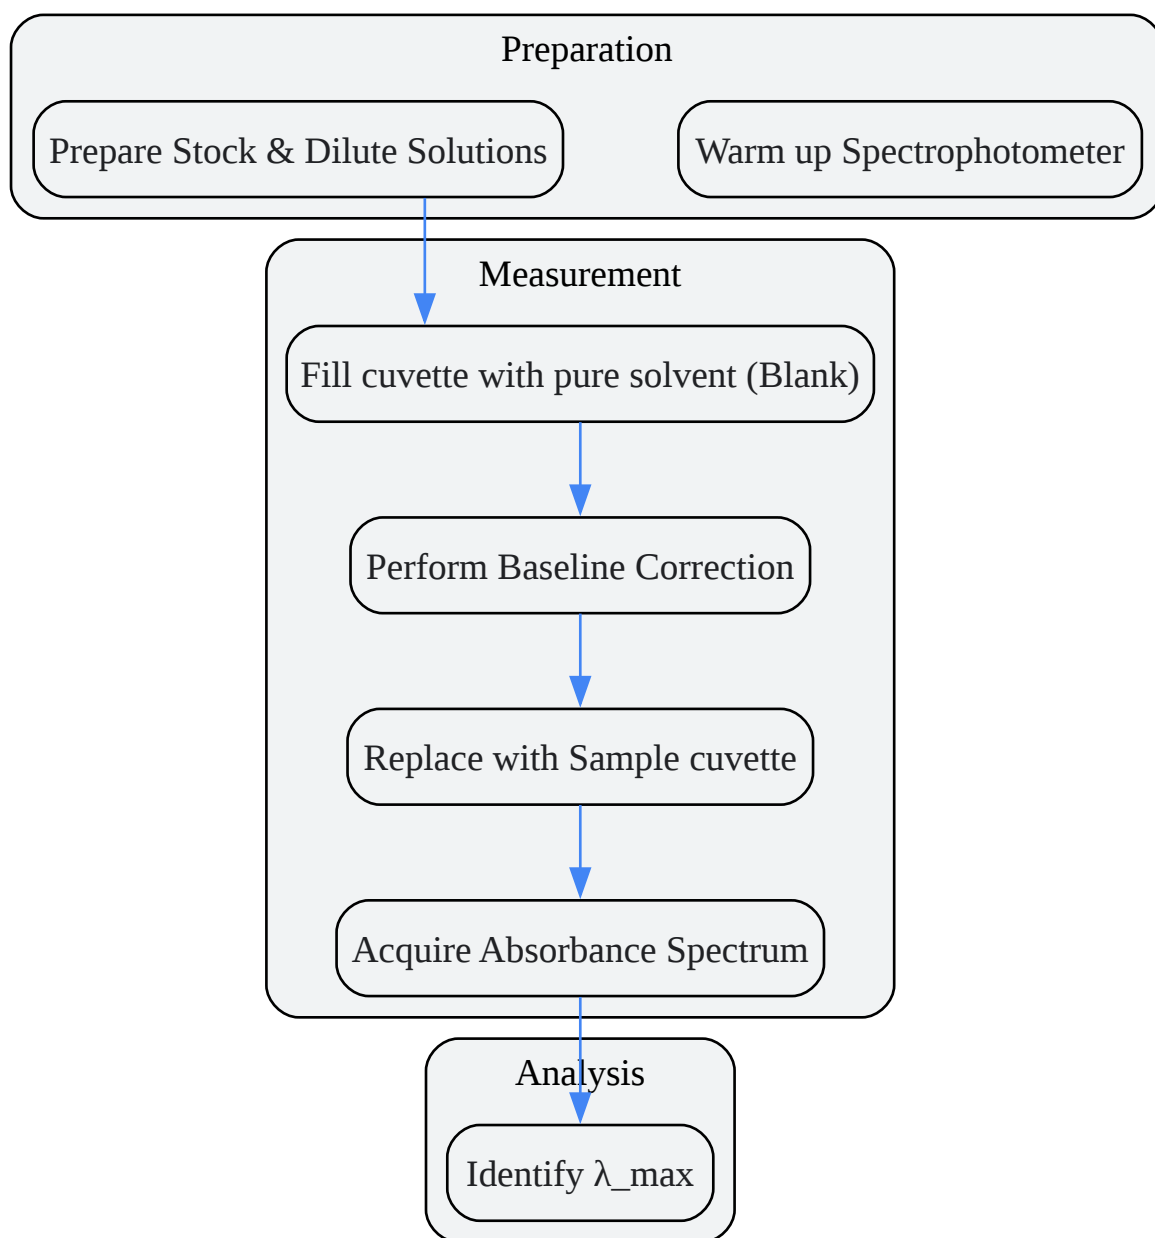 Preparation
Prepare Stock & Dilute Solutions
Warm up Spectrophotometer
Measurement
Fill cuvette with pure solvent (Blank)
Perform Baseline Correction
Replace with Sample cuvette
Acquire Absorbance Spectrum
Analysis
Identify λ_max